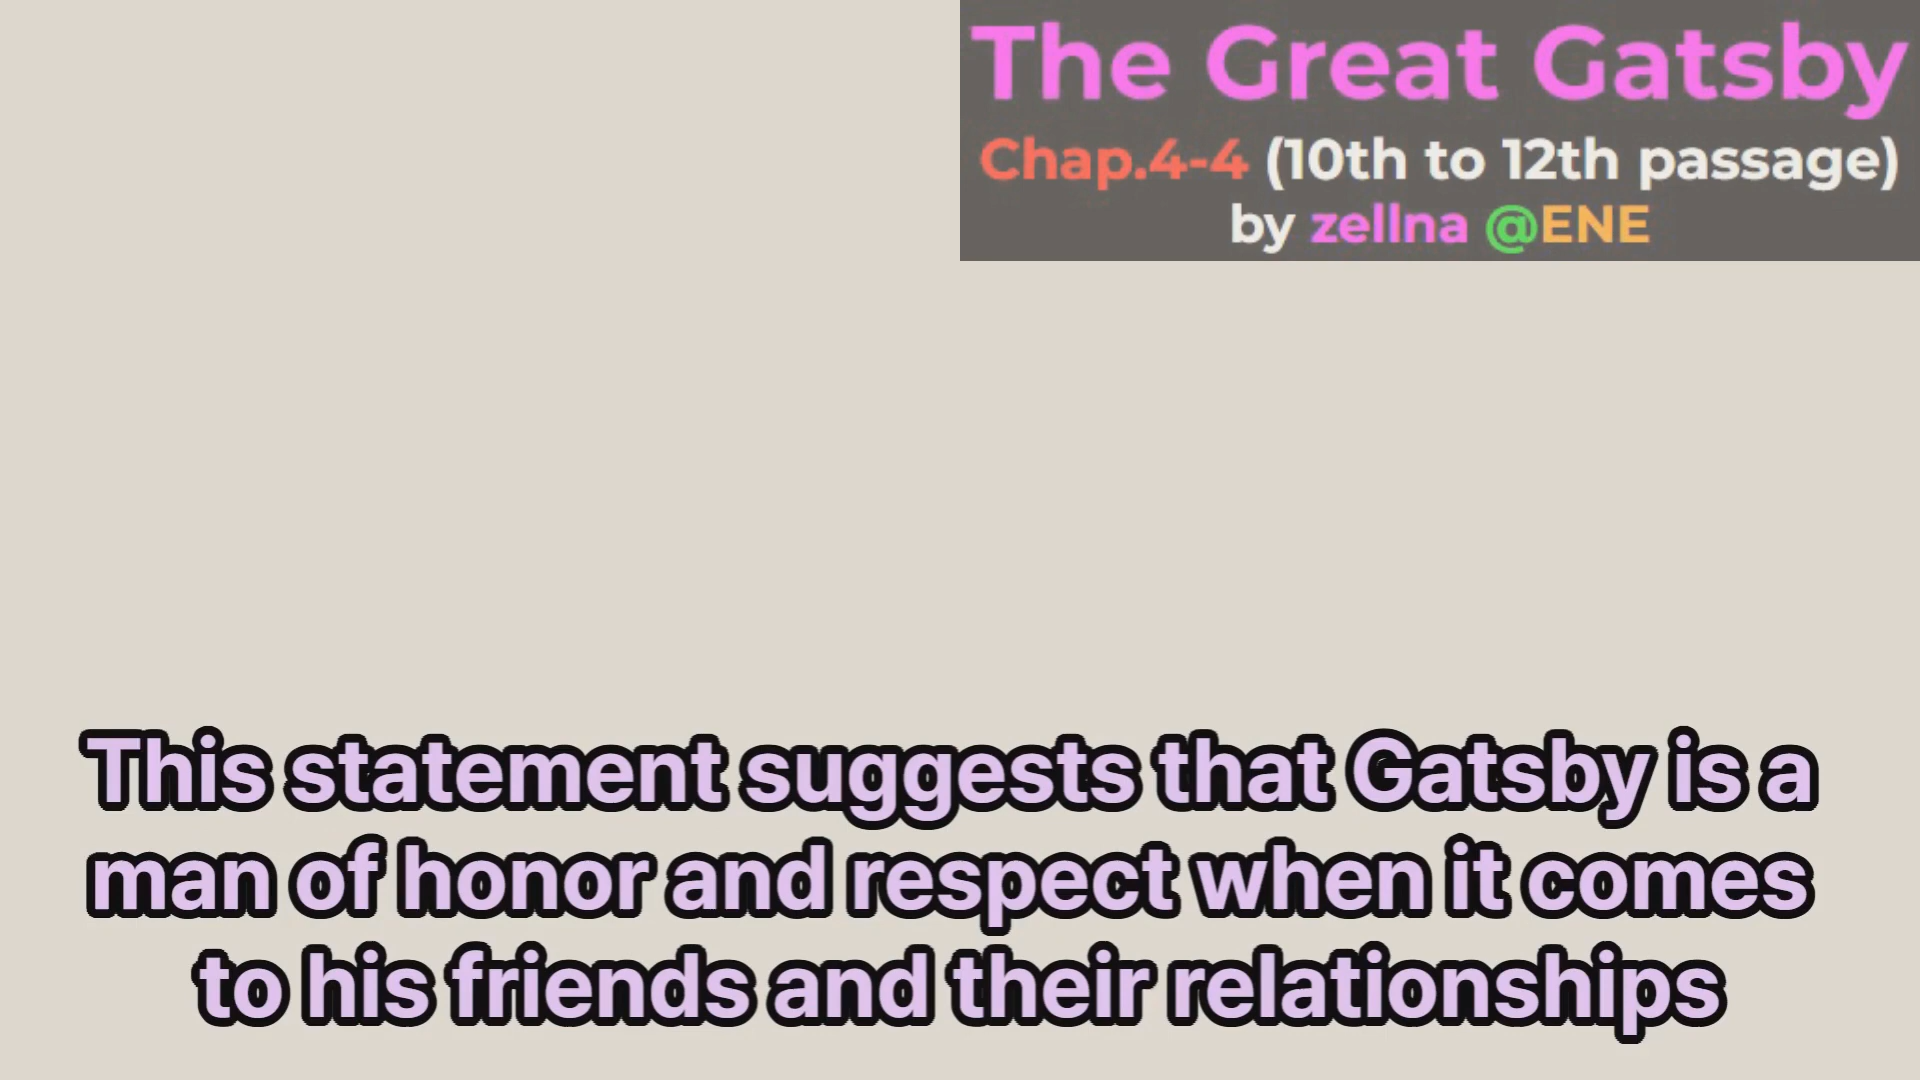 The Great Gatsby
Chap.4-4 (10th to 12th passage)
by zellna @ENE
This statement suggests that Gatsby is a
man of honor and respect when it comes
to his friends and their relationships